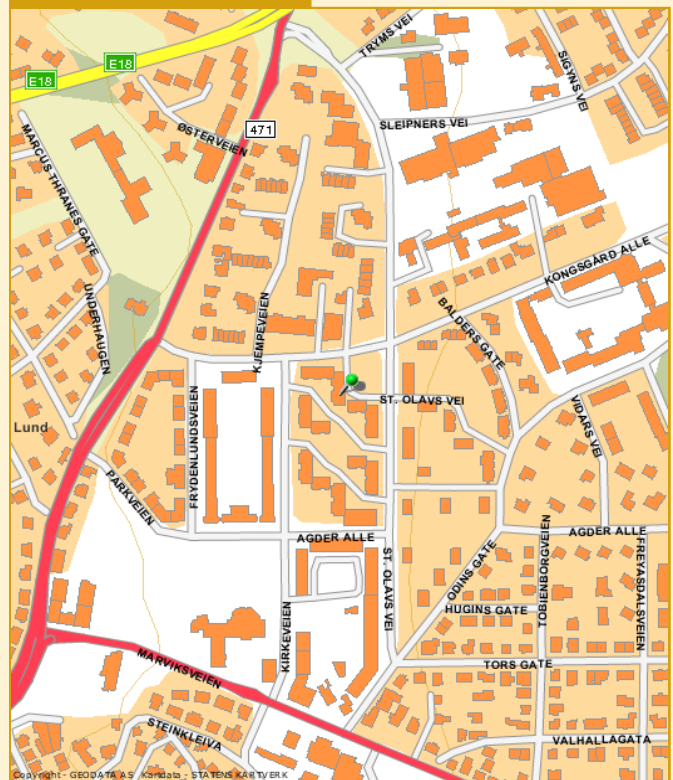 TRYMS VEI
SIGYNS VEI
E18
E18
SLEIPNERS VEI
471
ØSTERVEIEN
MARCUS THRANES GATE
KONGSGÅRD ALLE
UNDERHAUGEN
BALDERS GATE
KJEMPEVEIEN
ST. OLAVS VEI
VIDARS VEI
Lund
FRYDENLUNDSVEIEN
PARKVEIEN
AGDER ALLE
AGDER ALLE
TOBIENBORGVEIEN
ODINS GATE
ST. OLAVS VEI
FREYASDALSVEIEN
HUGINS GATE
KIRKEVEIEN
TORS GATE
MARVIKSVEIEN
STEINKLEIVA
VALHALLAGATA
Copyright - GEODATA AS Kartdata - STATENS KARTVERK